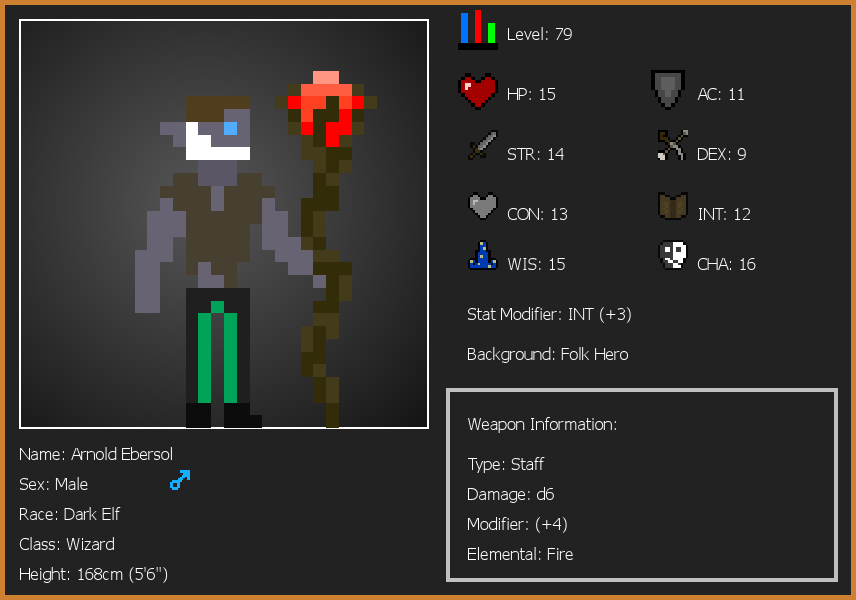 Level: 79
HP: 15
AC: 11
STR: 14
DEX: 9
CON: 13
INT: 12
WIS: 15
CHA: 16
Stat Modifier: INT (+3)
Background: Folk Hero
Weapon Information:
Type: Staff
Damage: d6
Modifier: (+4)
Elemental: Fire
Name: Arnold Ebersol
Sex: Male
Race: Dark Elf
Class: Wizard
Height: 168cm (5'6")